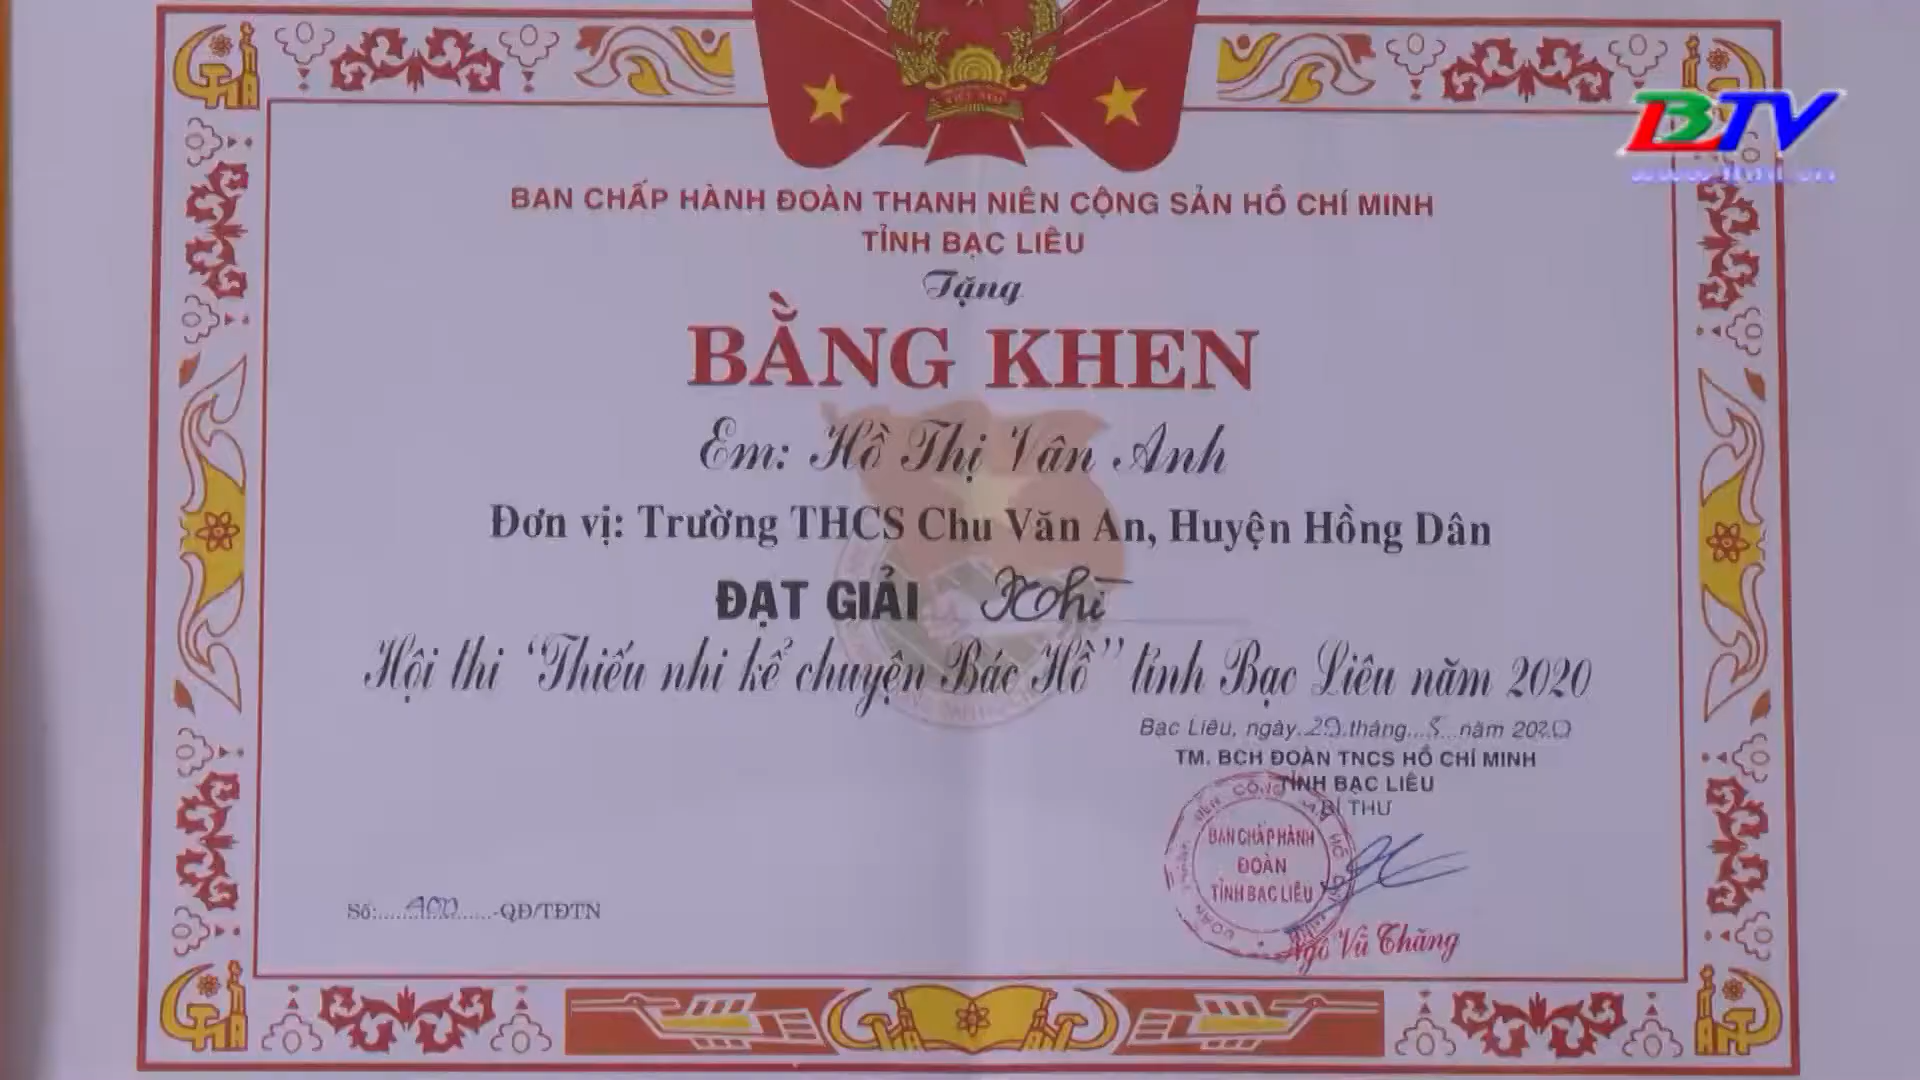 BTV
BAN CHẤP HÀNH ĐOÀN THANH NIÊN CỘNG SẢN HỒ CHÍ MINH
TỈNH BẠC LIÊU
Tặng
BẰNG KHEN
Em: Hồ Thị Vân Anh
Đơn vị: Trường THCS Chu Văn An, Huyện Hồng Dân
ĐẠT GIẢI Nhì
Hội thi "Thiếu nhi kể chuyện Bác Hồ" tỉnh Bạc Liêu năm 2020
Bạc Liêu, ngày 29 tháng 5 năm 2020
TM. BCH ĐOÀN TNCS HỒ CHÍ MINH
TỈNH BẠC LIÊU
BÍ THƯ
BAN CHẤP HÀNH
ĐOÀN
TỈNH BẠC LIÊU
Ngô Vũ Thăng
Số: -QĐ/TĐTN